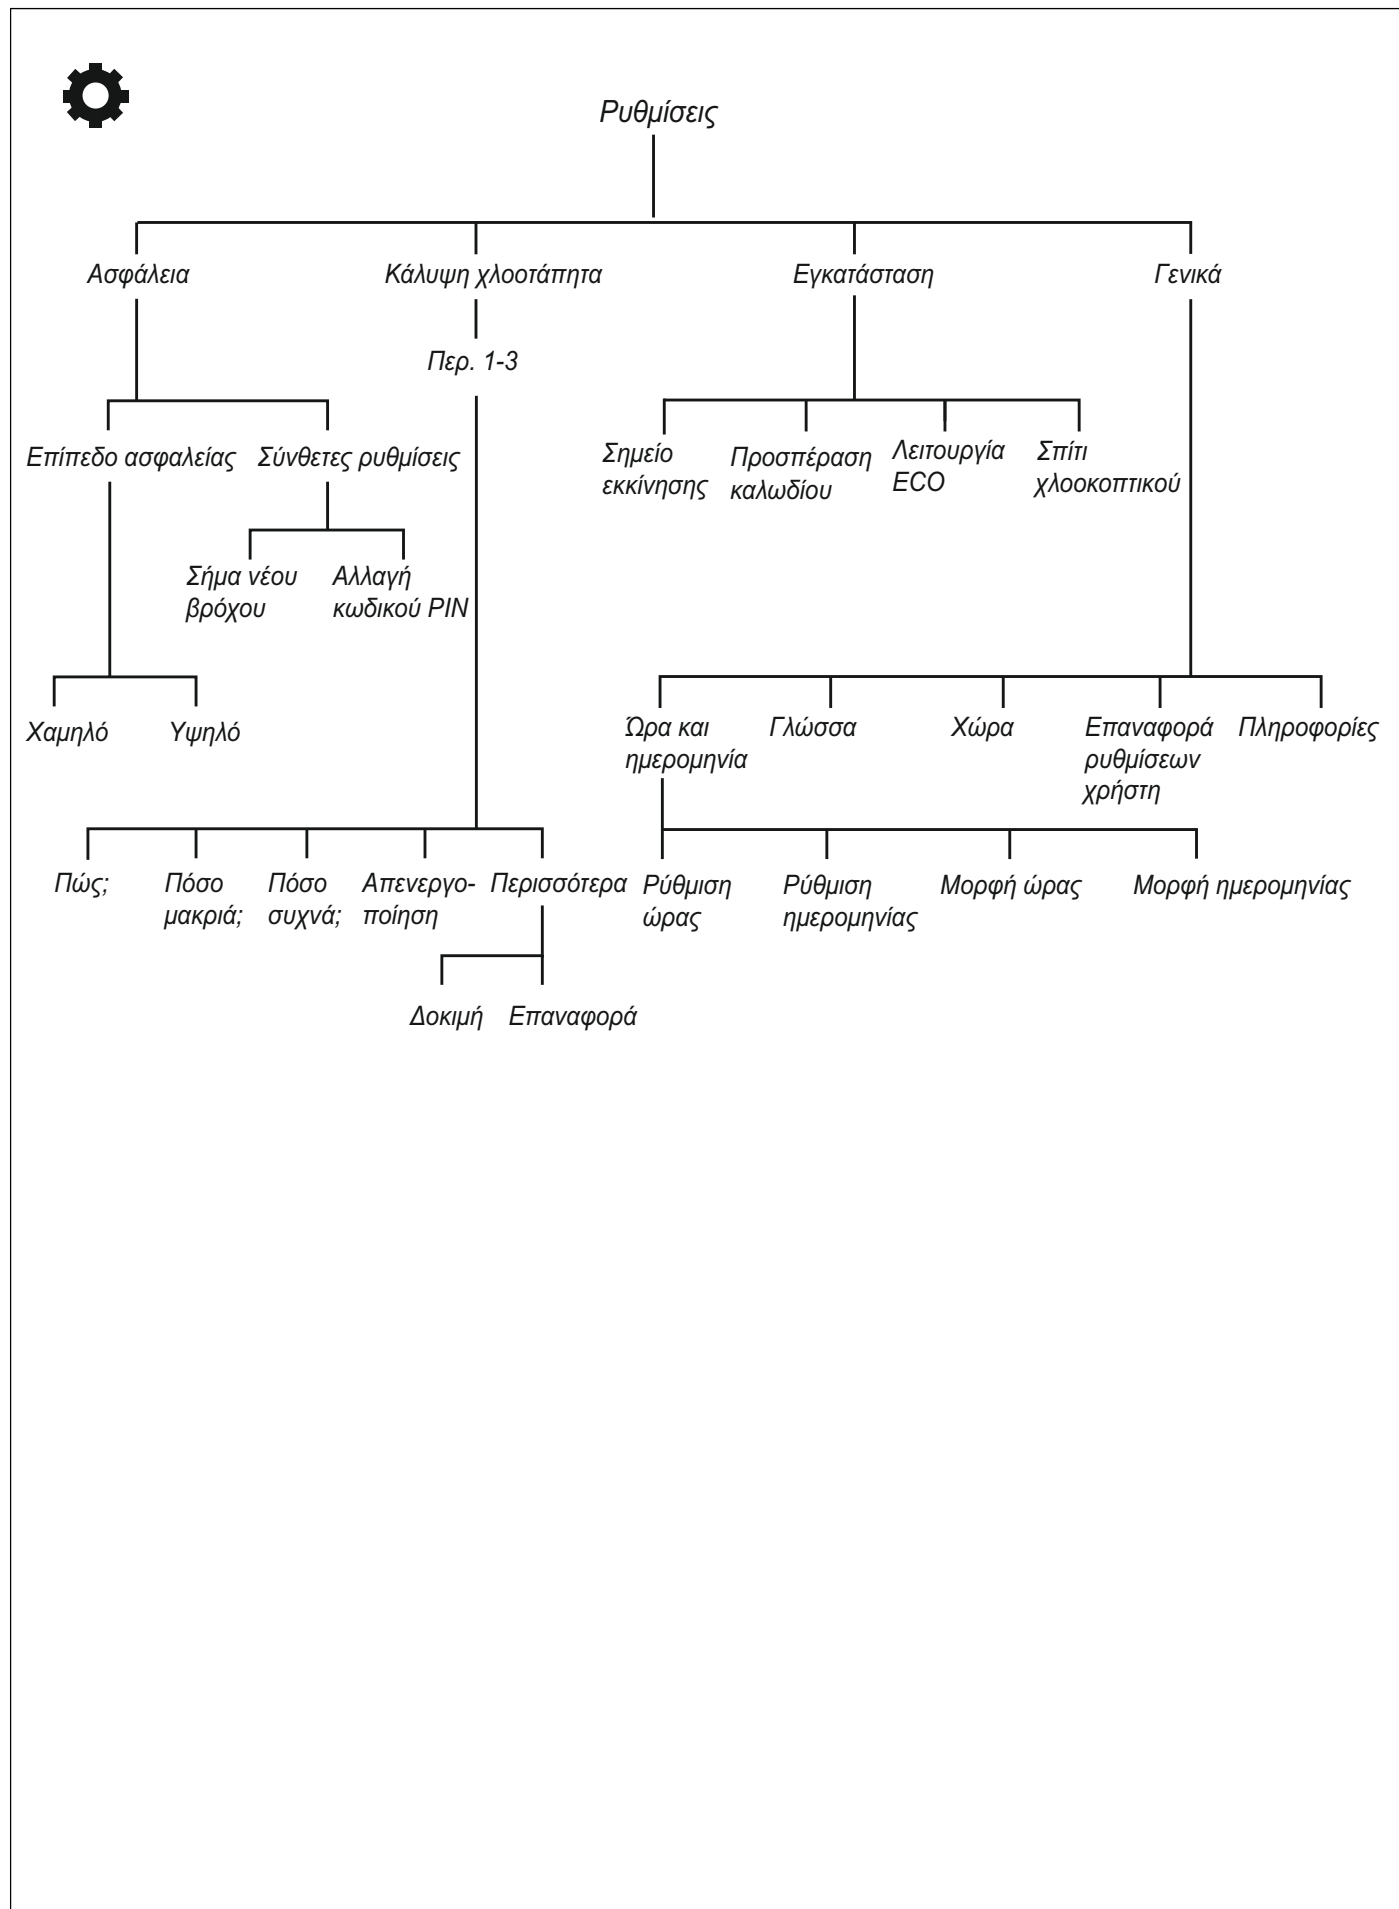 Ρυθμίσεις
Ασφάλεια
Κάλυψη χλοοτάπητα
Εγκατάσταση
Γενικά
Περ. 1-3
Επίπεδο ασφαλείας
Σύνθετες ρυθμίσεις
Σημείο
εκκίνησης
Προσπέραση
καλωδίου
Λειτουργία
ECO
Σπίτι
χλοοκοπτικού
Σήμα νέου
βρόχου
Αλλαγή
κωδικού PIN
Χαμηλό
Υψηλό
Ώρα και
ημερομηνία
Γλώσσα
Χώρα
Επαναφορά
ρυθμίσεων
χρήστη
Πληροφορίες
Πώς;
Πόσο
μακριά;
Πόσο
συχνά;
Απενεργο-
ποίηση
Περισσότερα
Ρύθμιση
ώρας
Ρύθμιση
ημερομηνίας
Μορφή ώρας
Μορφή ημερομηνίας
Δοκιμή
Επαναφορά